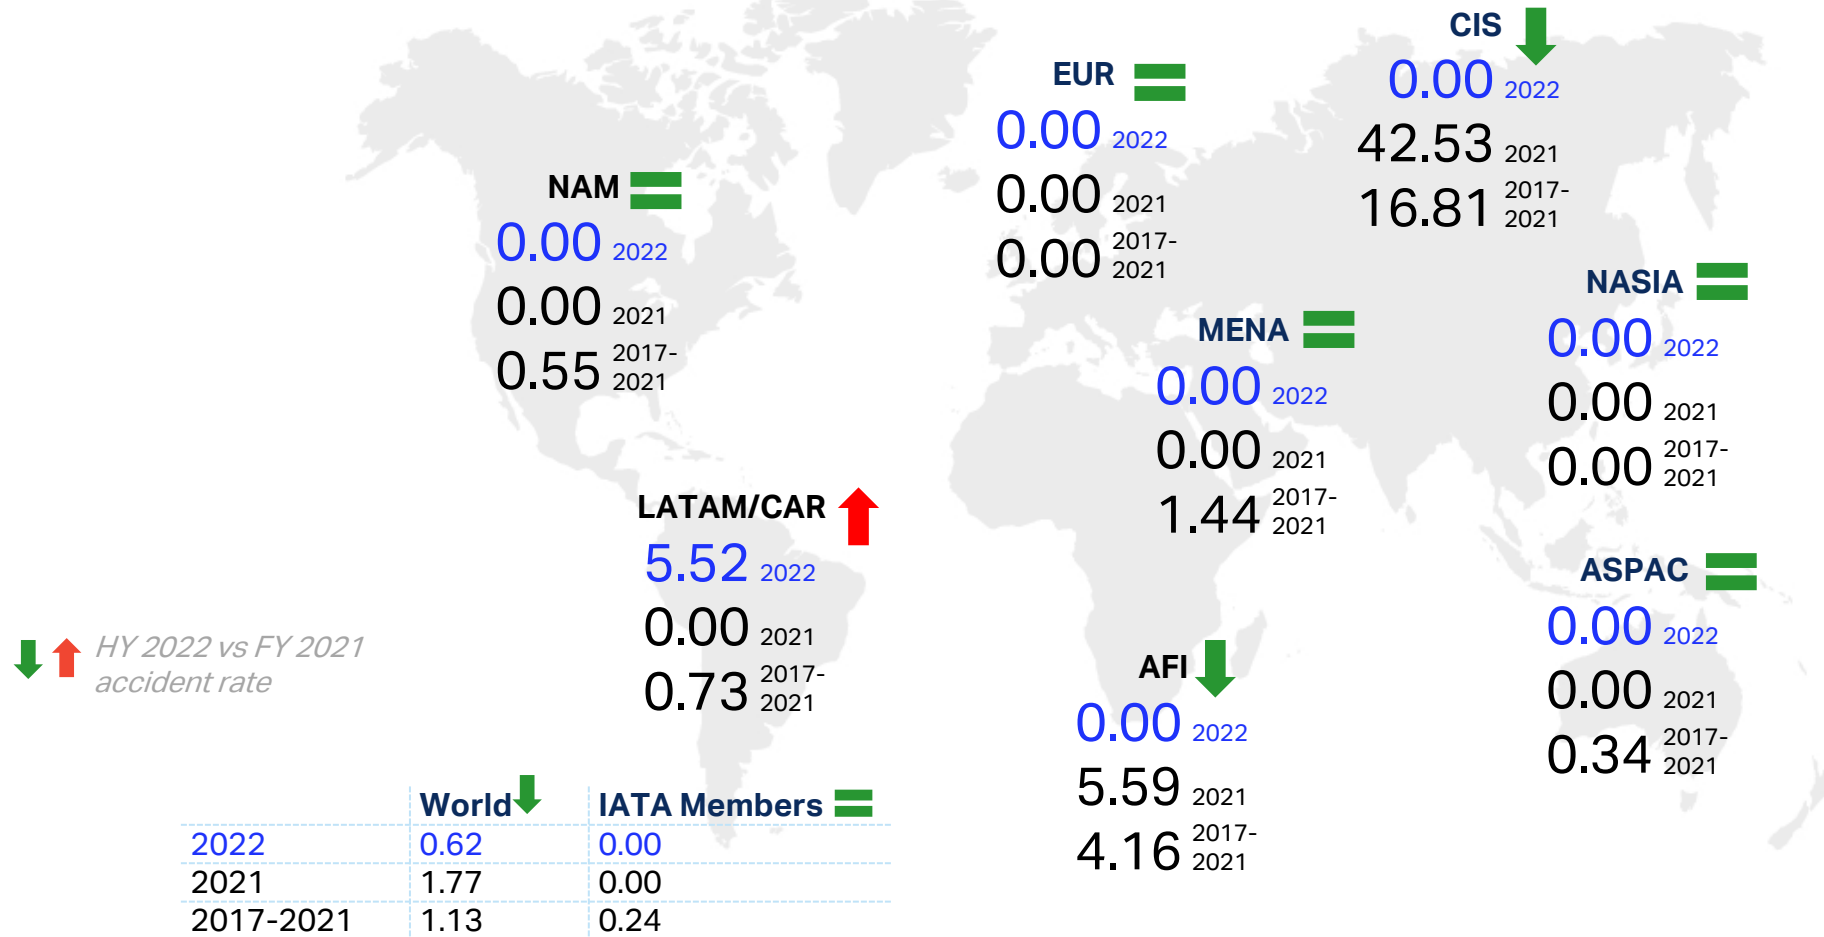 CIS
0.00 2022
42.53 2021
16.81 2017-
2021
EUR
0.00 2022
0.00 2021
0.00 2017-
2021
NAM
0.00 2022
0.00 2021
0.55 2017-
2021
NASIA
0.00 2022
0.00 2021
0.00 2017-
2021
MENA
0.00 2022
0.00 2021
1.44 2017-
2021
LATAM/CAR
5.52 2022
0.00 2021
0.73 2017-
2021
ASPAC
0.00 2022
0.00 2021
0.34 2017-
2021
AFI
0.00 2022
5.59 2021
4.16 2017-
2021
HY 2022 vs FY 2021
accident rate
World IATA Members
2022 0.62 0.00
2021 1.77 0.00
2017-2021 1.13 0.24